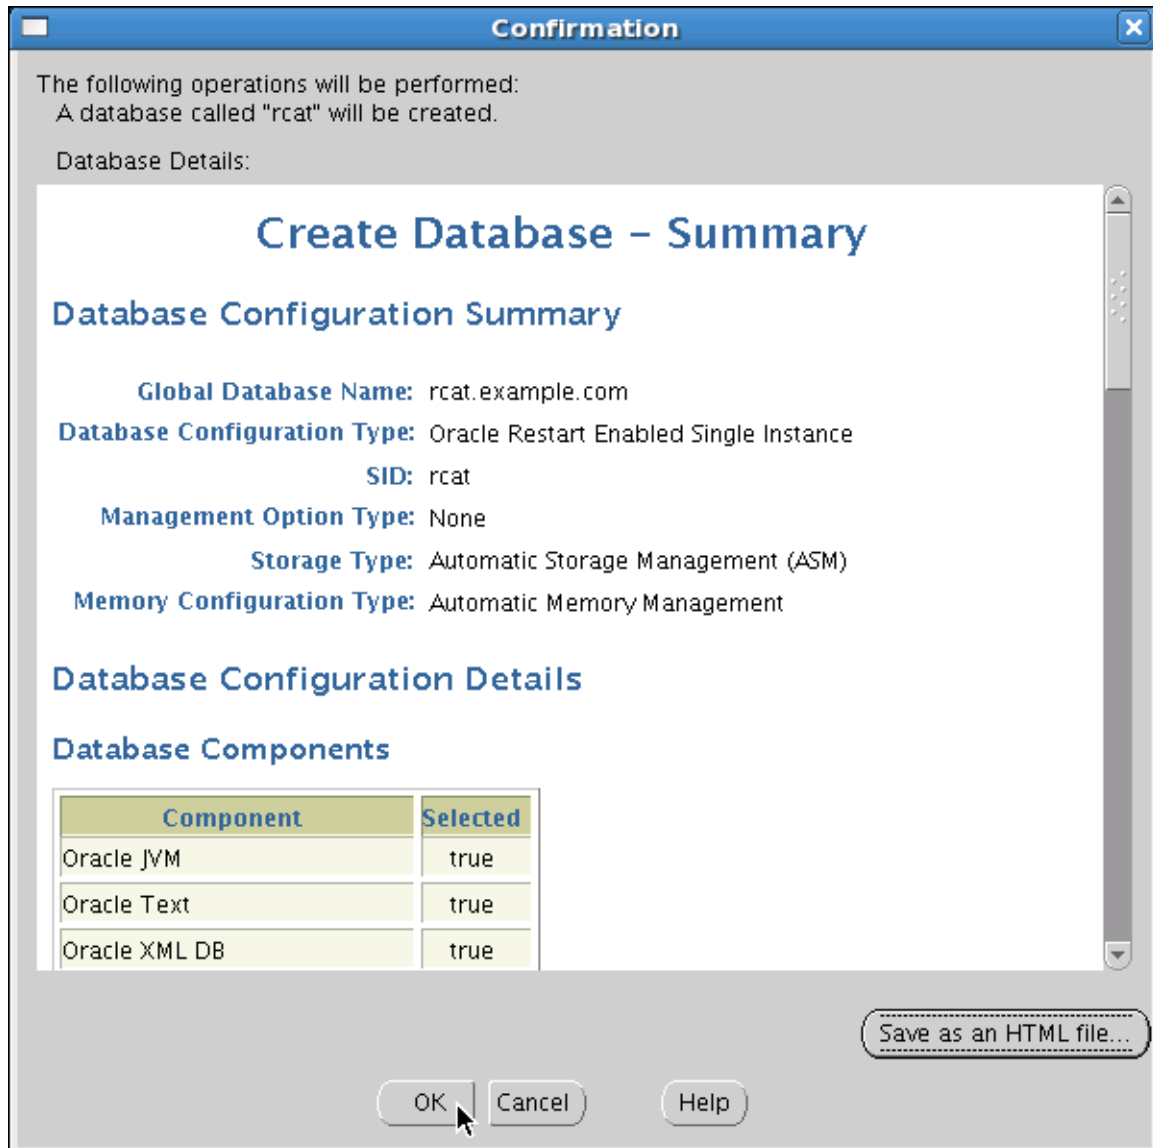 Confirmation
The following operations will be performed:
A database called "rcat" will be created.
Database Details:
Create Database – Summary
Database Configuration Summary
Global Database Name: rcat.example.com
Database Configuration Type: Oracle Restart Enabled Single Instance
SID: rcat
Management Option Type: None
Storage Type: Automatic Storage Management (ASM)
Memory Configuration Type: Automatic Memory Management
Database Configuration Details
Database Components
Component Selected
Oracle JVM true
Oracle Text true
Oracle XML DB true
Save as an HTML file...
OK Cancel Help